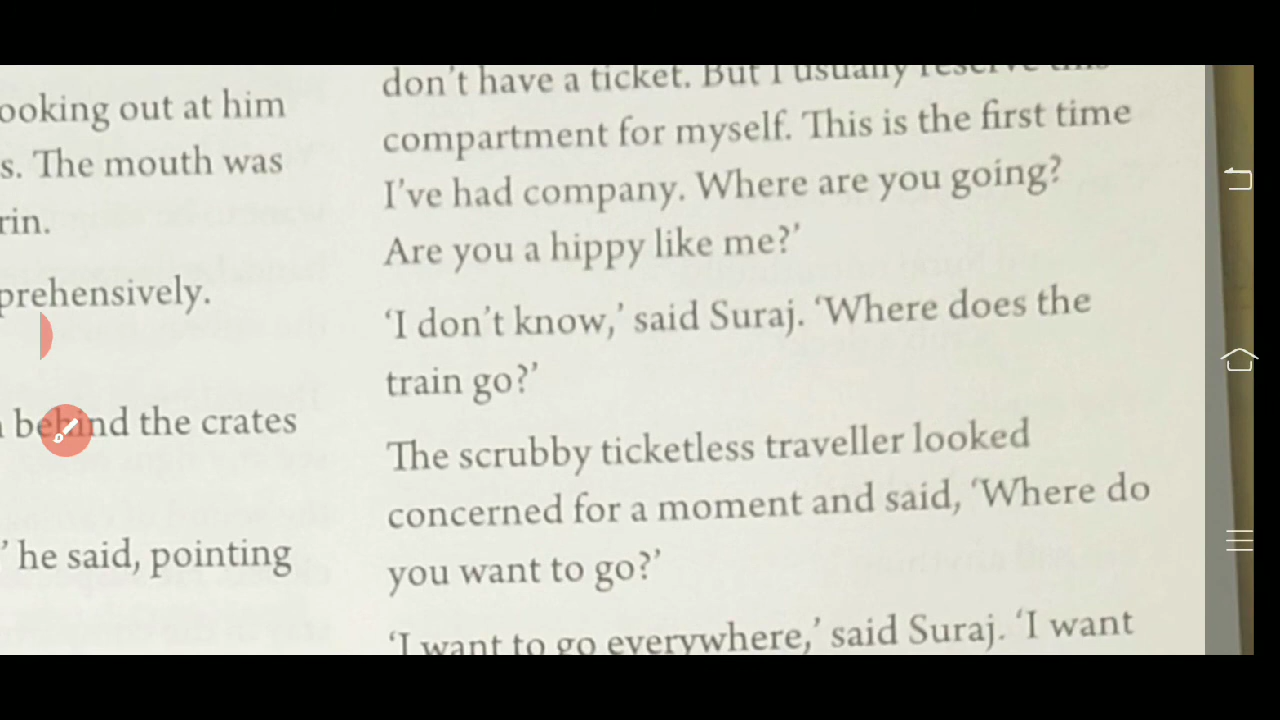 ooking out at him
s. The mouth was
rin.
prehensively.
behind the crates
’ he said, pointing
don’t have a ticket. But I usually reserve this
compartment for myself. This is the first time
I’ve had company. Where are you going?
Are you a hippy like me?’
‘I don’t know,’ said Suraj. ‘Where does the
train go?’
The scrubby ticketless traveller looked
concerned for a moment and said, ‘Where do
you want to go?’
‘I want to go everywhere,’ said Suraj. ‘I want